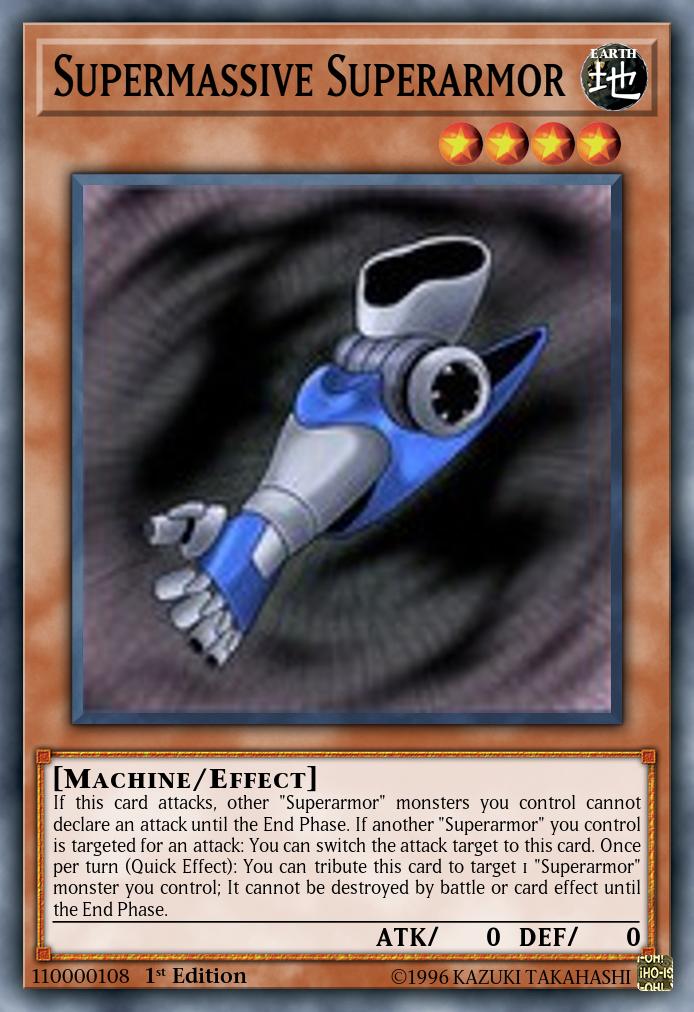 Supermassive Superarmor
EARTH
地
[Machine/Effect]
If this card attacks, other "Superarmor" monsters you control cannot
declare an attack until the End Phase. If another "Superarmor" you control
is targeted for an attack: You can switch the attack target to this card. Once
per turn (Quick Effect): You can tribute this card to target 1 "Superarmor"
monster you control; It cannot be destroyed by battle or card effect until
the End Phase.
ATK/ 0 DEF/ 0
110000108 1st Edition ©1996 KAZUKI TAKAHASHI